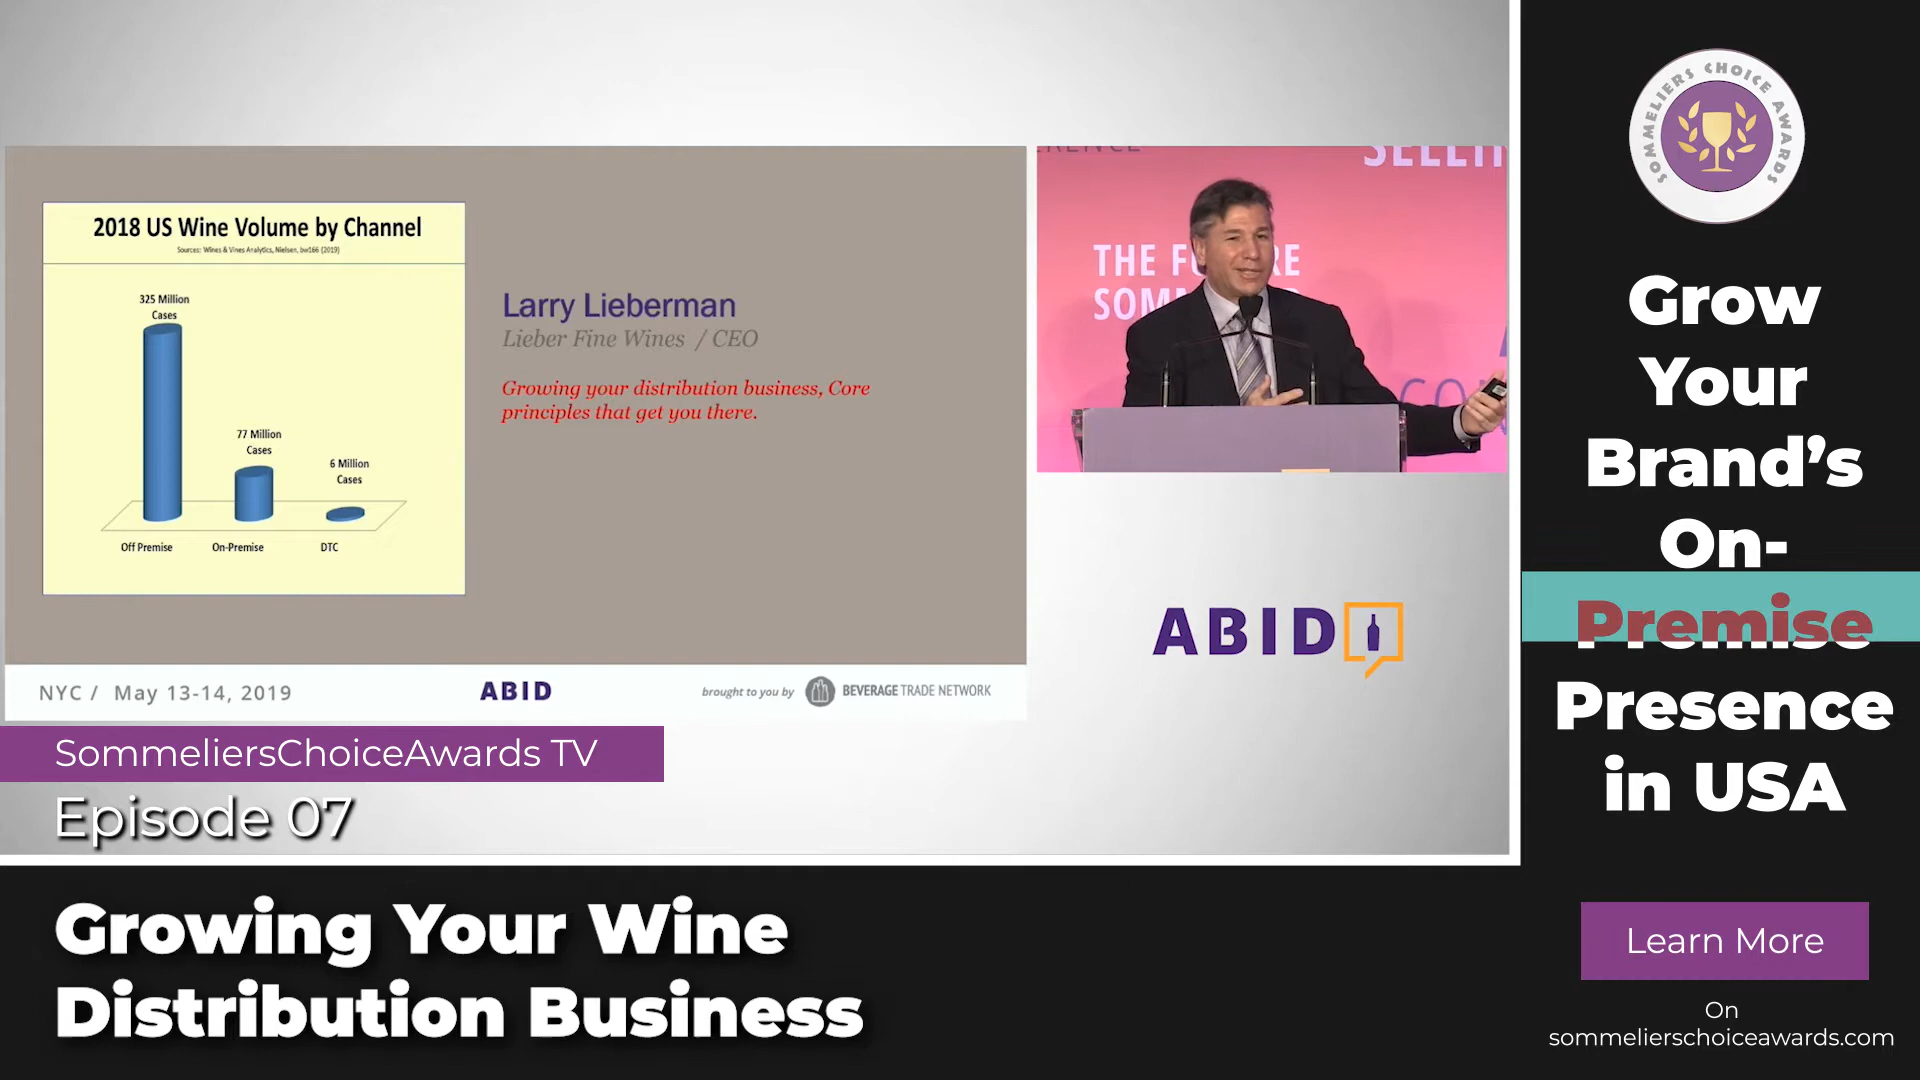 2018 US Wine Volume by Channel
Sources: Wines & Vines Analytics, Nielsen, bw166 (2019)
325 Million
Cases
77 Million
Cases
6 Million
Cases
Off Premise
On-Premise
DTC
Larry Lieberman
Lieber Fine Wines / CEO
Growing your distribution business, Core
principles that get you there.
NYC / May 13-14, 2019
ABID
brought to you by
BEVERAGE TRADE NETWORK
THE F RE
SOM
ABID
SommeliersChoiceAwards TV
Episode 07
Growing Your Wine
Distribution Business
SOMMELIERS CHOICE AWARDS
Grow
Your
Brand’s
On-
Premise
Presence
in USA
Learn More
On
sommelierschoiceawards.com